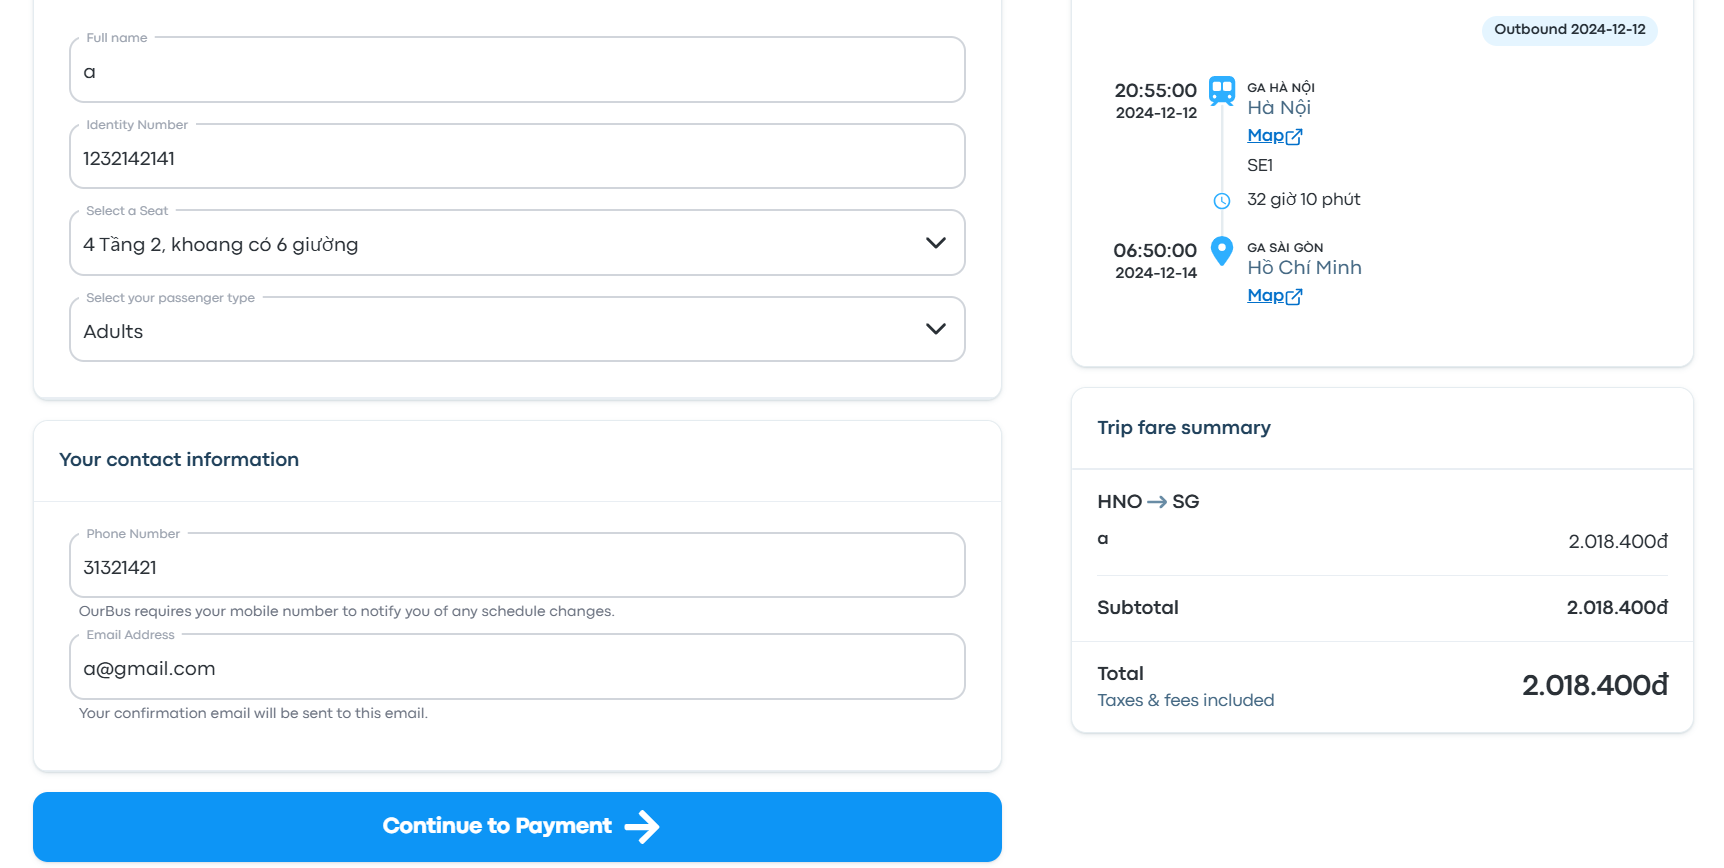 Full name
a
Identity Number
1232142141
Select a Seat
4 Tầng 2, khoang có 6 giường
Select your passenger type
Adults
Your contact information
Phone Number
31321421
OurBus requires your mobile number to notify you of any schedule changes.
Email Address
a@gmail.com
Your confirmation email will be sent to this email.
Continue to Payment
Outbound 2024-12-12
20:55:00
2024-12-12
GA HÀ NỘI
Hà Nội
Map
SE1
32 giờ 10 phút
06:50:00
2024-12-14
GA SÀI GÒN
Hồ Chí Minh
Map
Trip fare summary
HNO → SG
a 2.018.400đ
Subtotal 2.018.400đ
Total 2.018.400đ
Taxes & fees included